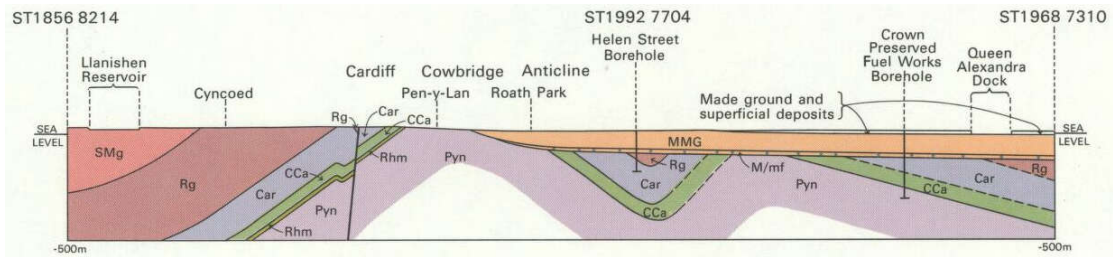 ST1856 8214
ST1992 7704
ST1968 7310
Helen Street
Borehole
Crown
Preserved
Fuel Works
Borehole
Queen
Alexandra
Dock
Llanishen
Reservoir
Cyncoed
Cardiff
Cowbridge
Anticline
Pen-y-Lan
Roath Park
Made ground and
superficial deposits
SEA
LEVEL
SEA
LEVEL
Rg
Car
CCa
Rhm
SMg
Rg
Car
CCa
Pyn
Rhm
Pyn
MMG
Rg
M/mf
Car
CCa
Pyn
CCa
Car
Rg
-500m
-500m